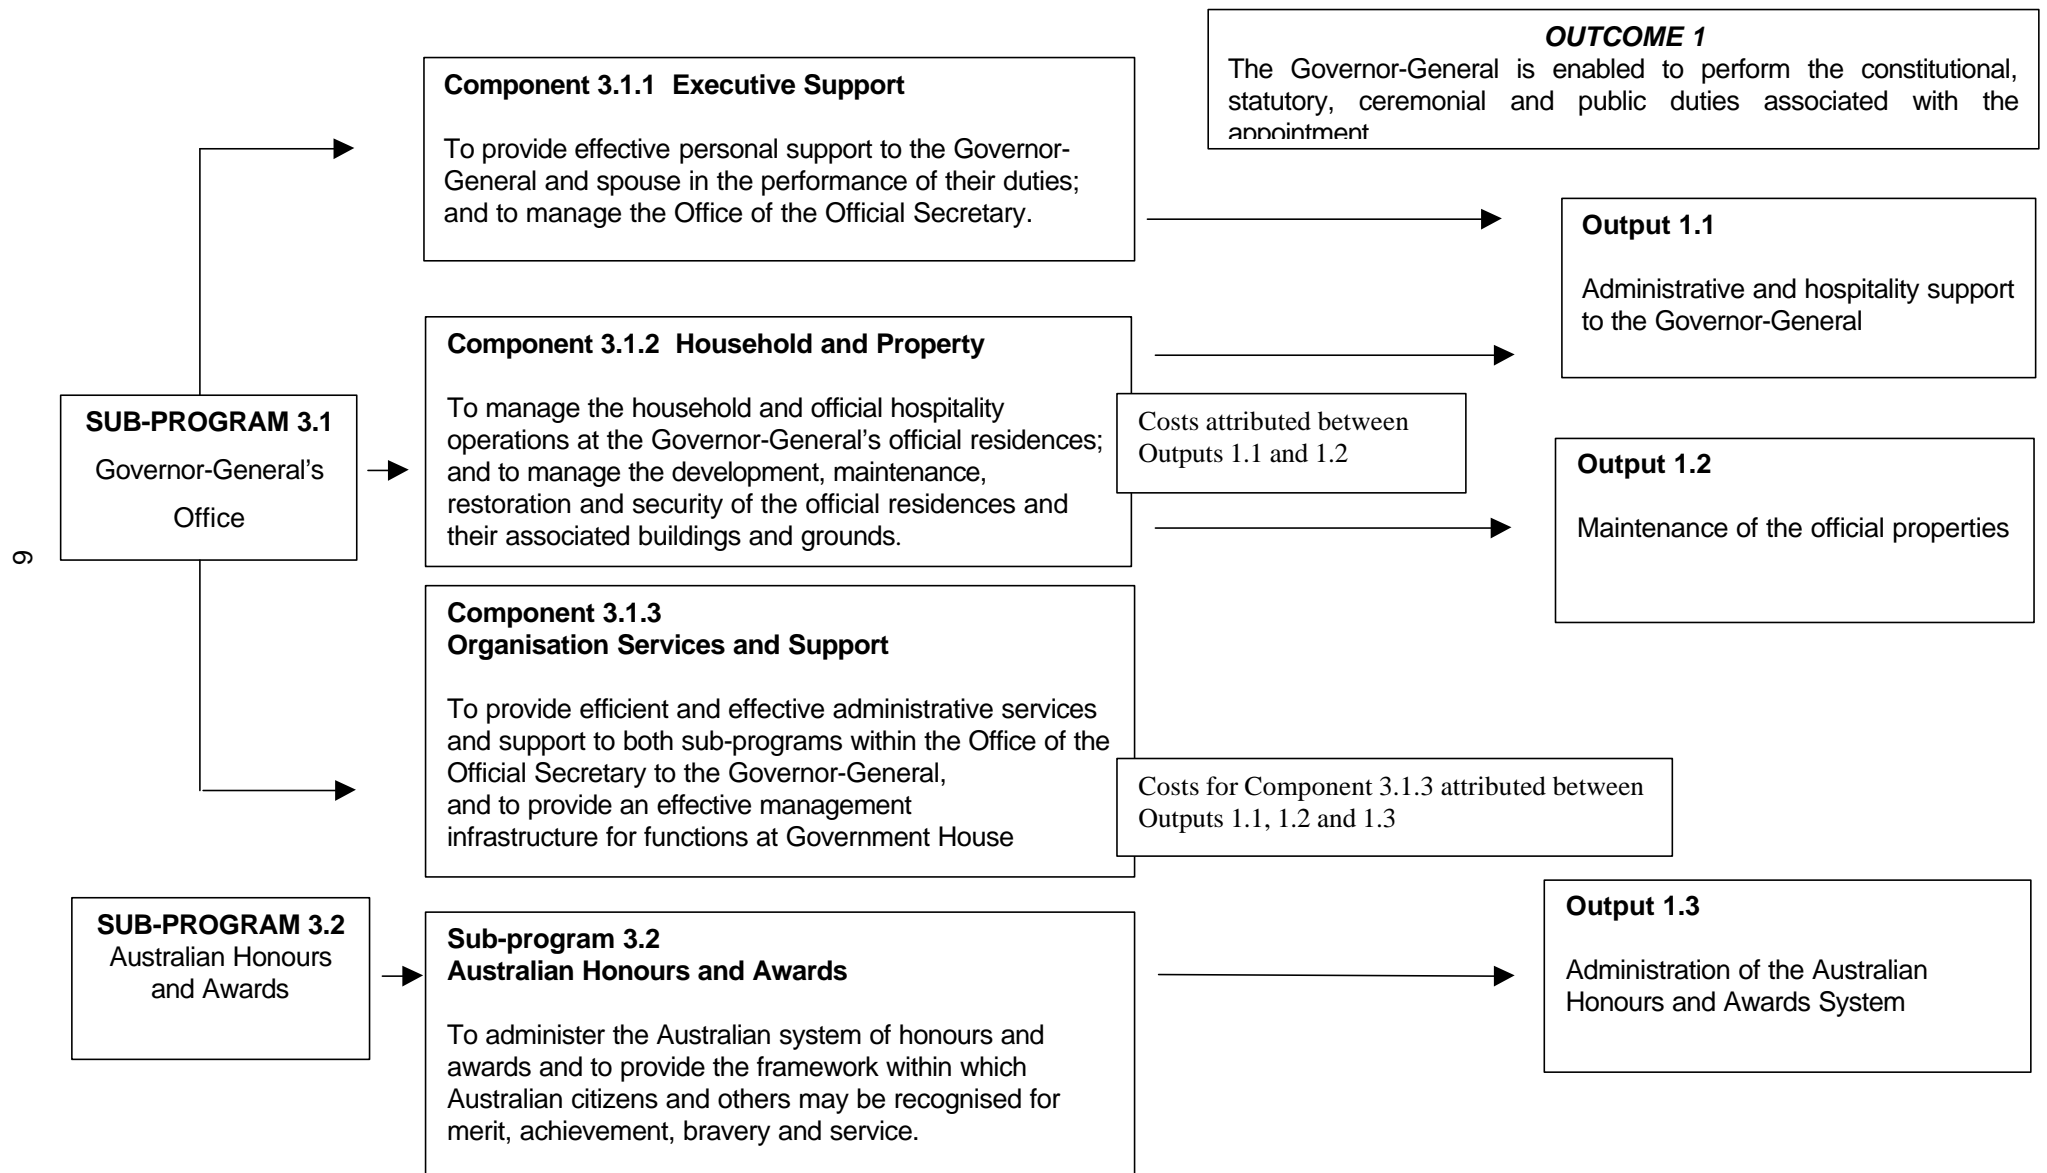 OUTCOME 1
The Governor-General is enabled to perform the constitutional,
statutory, ceremonial and public duties associated with the
appointment
Component 3.1.1 Executive Support
To provide effective personal support to the Governor-
General and spouse in the performance of their duties;
and to manage the Office of the Official Secretary.
Output 1.1
Administrative and hospitality support
to the Governor-General
SUB-PROGRAM 3.1
Governor-General’s
Office
Component 3.1.2 Household and Property
To manage the household and official hospitality
operations at the Governor-General’s official residences;
and to manage the development, maintenance,
restoration and security of the official residences and
their associated buildings and grounds.
Costs attributed between
Outputs 1.1 and 1.2
Output 1.2
Maintenance of the official properties
9
Component 3.1.3
Organisation Services and Support
To provide efficient and effective administrative services
and support to both sub-programs within the Office of the
Official Secretary to the Governor-General,
and to provide an effective management
infrastructure for functions at Government House
Costs for Component 3.1.3 attributed between
Outputs 1.1, 1.2 and 1.3
SUB-PROGRAM 3.2
Australian Honours
and Awards
Sub-program 3.2
Australian Honours and Awards
To administer the Australian system of honours and
awards and to provide the framework within which
Australian citizens and others may be recognised for
merit, achievement, bravery and service.
Output 1.3
Administration of the Australian
Honours and Awards System